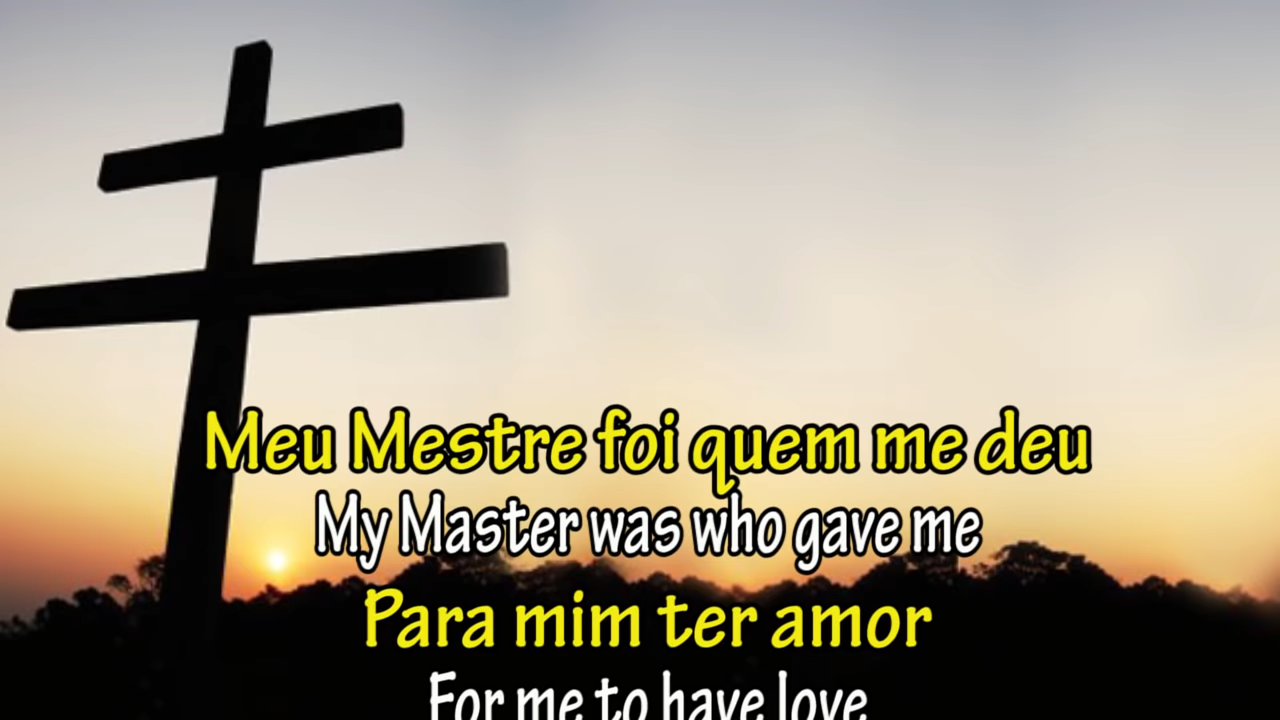 Meu Mestre foi quem me deu
My Master was who gave me
Para mim ter amor
For me to have love